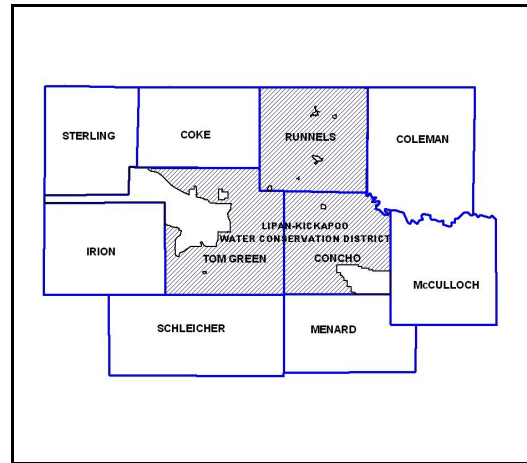 STERLING
COKE
RUNNELS
COLEMAN
LIPAN-KICKAPOO
WATER CONSERVATION DISTRICT
IRION
TOM GREEN
CONCHO
McCULLOCH
SCHLEICHER
MENARD